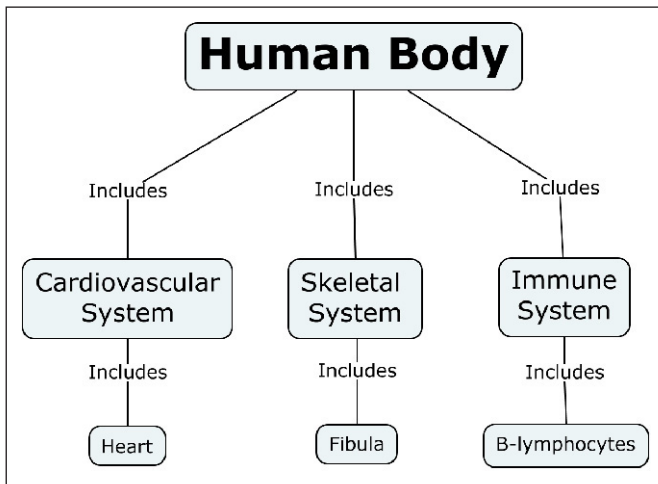 Human Body
Includes
Includes
Includes
Cardiovascular
System
Skeletal
System
Immune
System
Includes
Includes
Includes
Heart
Fibula
B-lymphocytes